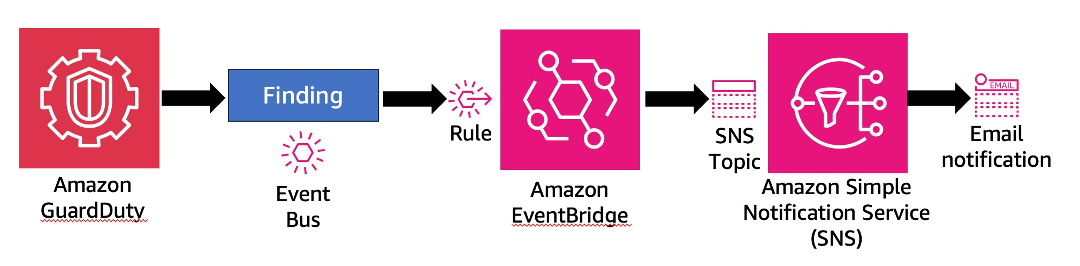 Amazon
GuardDuty
Finding
Event
Bus
Rule
Amazon
EventBridge
SNS
Topic
Amazon Simple
Notification Service
(SNS)
EMAIL
Email
notification